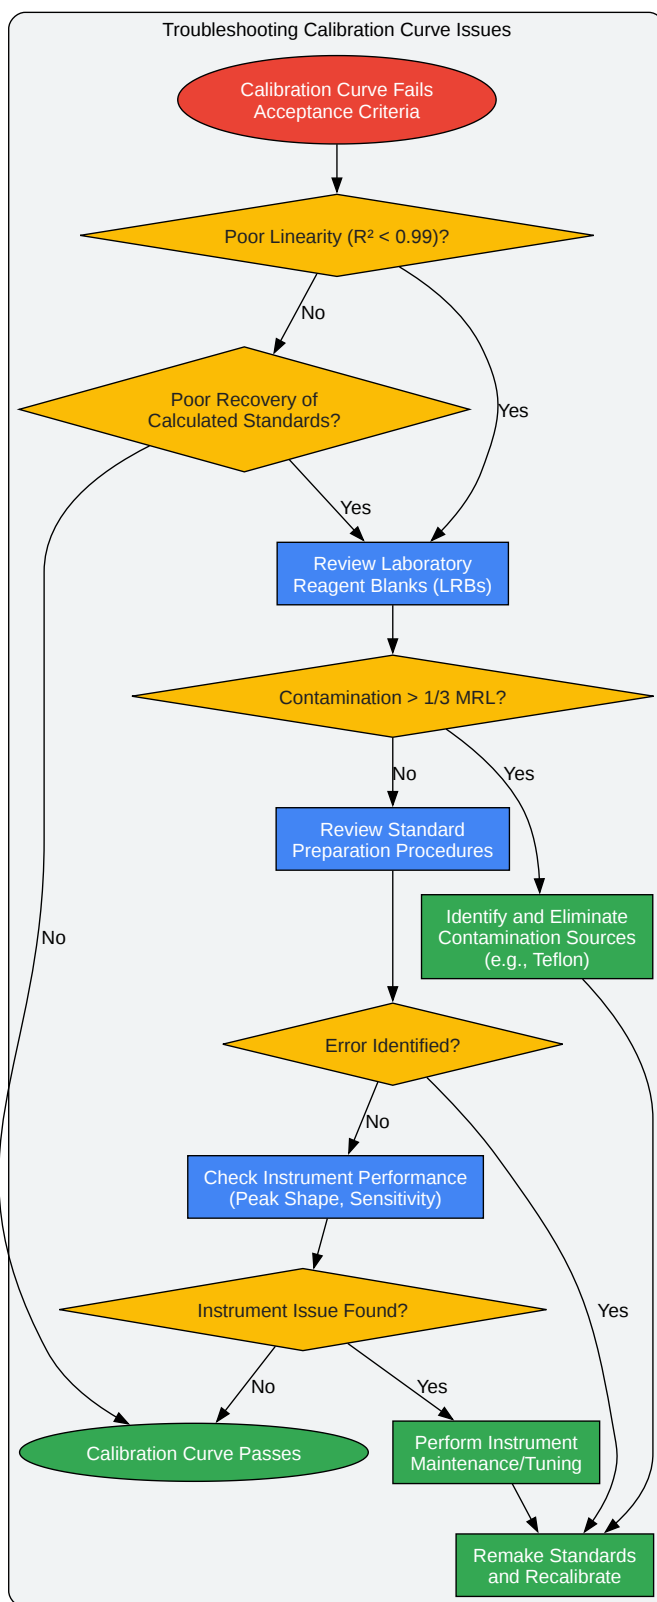 Troubleshooting Calibration Curve Issues
Calibration Curve Fails
Acceptance Criteria
Poor Linearity (R² < 0.99)?
No
Yes
Poor Recovery of
Calculated Standards?
Yes
Review Laboratory
Reagent Blanks (LRBs)
Contamination > 1/3 MRL?
No
Yes
Review Standard
Preparation Procedures
Identify and Eliminate
Contamination Sources
(e.g., Teflon)
No
Error Identified?
No
Check Instrument Performance
(Peak Shape, Sensitivity)
Instrument Issue Found?
Yes
No
Yes
Calibration Curve Passes
Perform Instrument
Maintenance/Tuning
Remake Standards
and Recalibrate